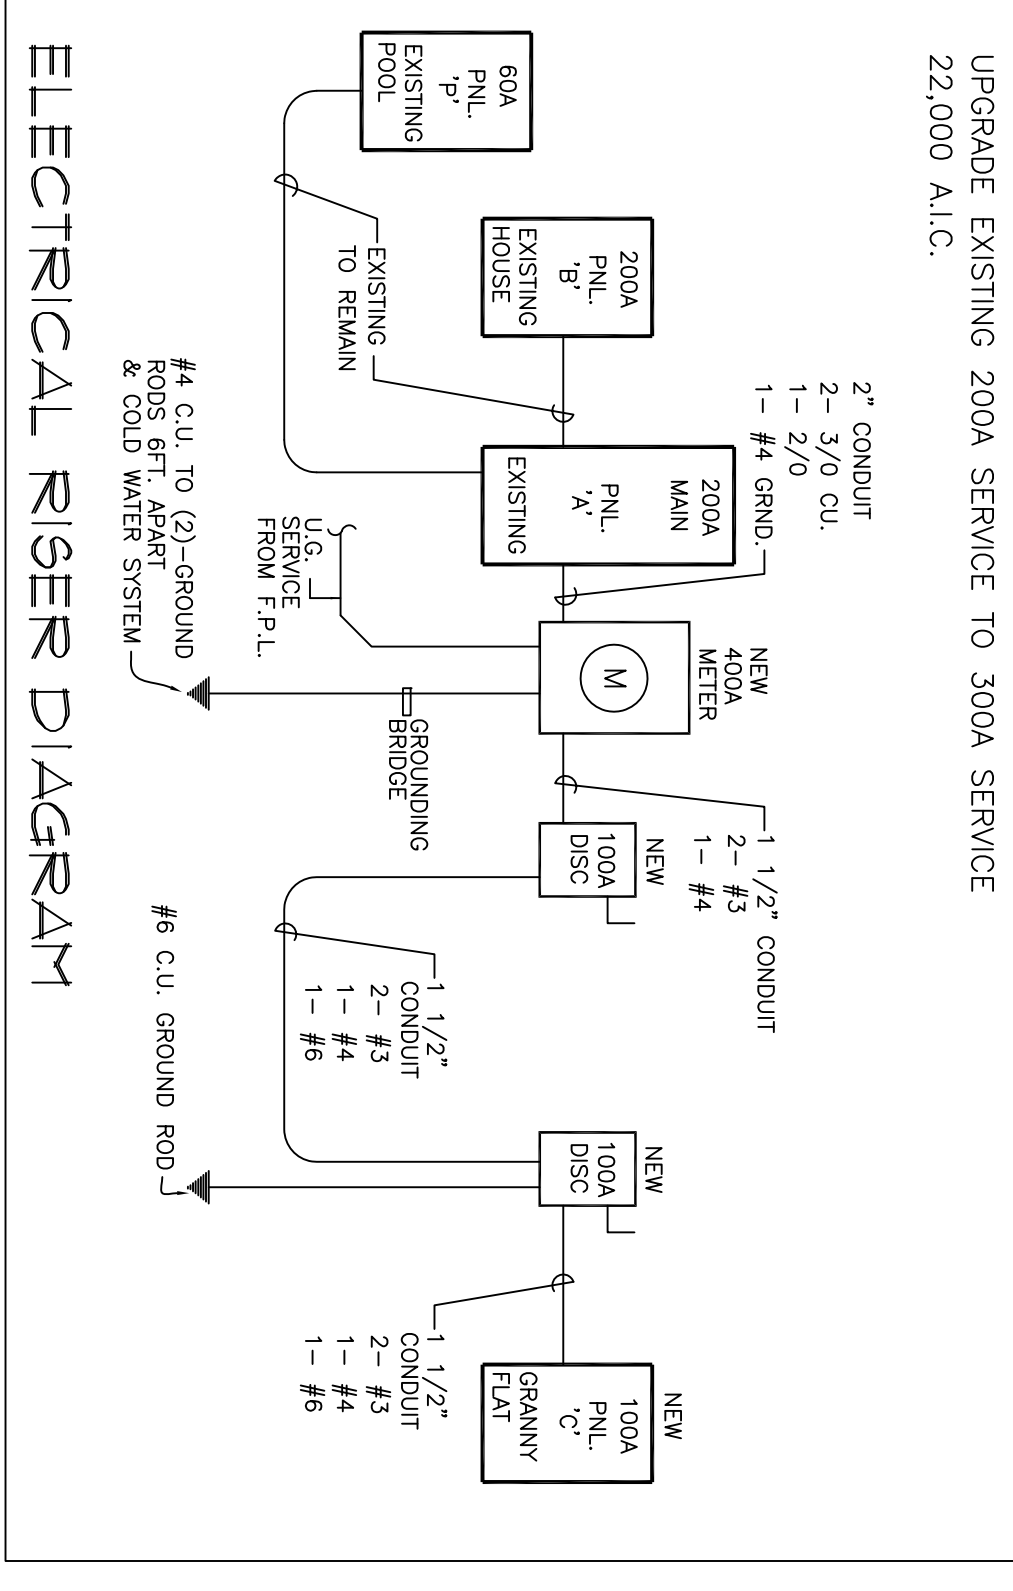 UPGRADE EXISTING 200A SERVICE TO 300A SERVICE
22,000 A.I.C.
60A
PNL.
'P'
EXISTING
POOL
200A
PNL.
'B'
EXISTING
HOUSE
EXISTING
TO REMAIN
2" CONDUIT
2- 3/0 CU.
1- 2/0
1- #4 GRND.
200A
MAIN
PNL.
'A'
EXISTING
NEW
400A
METER
M
U.G.
SERVICE
FROM F.P.L.
#4 C.U. TO (2)-GROUND
RODS 6FT. APART
& COLD WATER SYSTEM
GROUNDING
BRIDGE
1 1/2" CONDUIT
2- #3
1- #4
NEW
100A
DISC
1 1/2"
CONDUIT
2- #3
1- #4
1- #6
NEW
100A
DISC
#6 C.U. GROUND ROD
1 1/2"
CONDUIT
2- #3
1- #4
1- #6
NEW
100A
PNL.
'C'
GRANNY
FLAT
ELECTRICAL RISER DIAGRAM